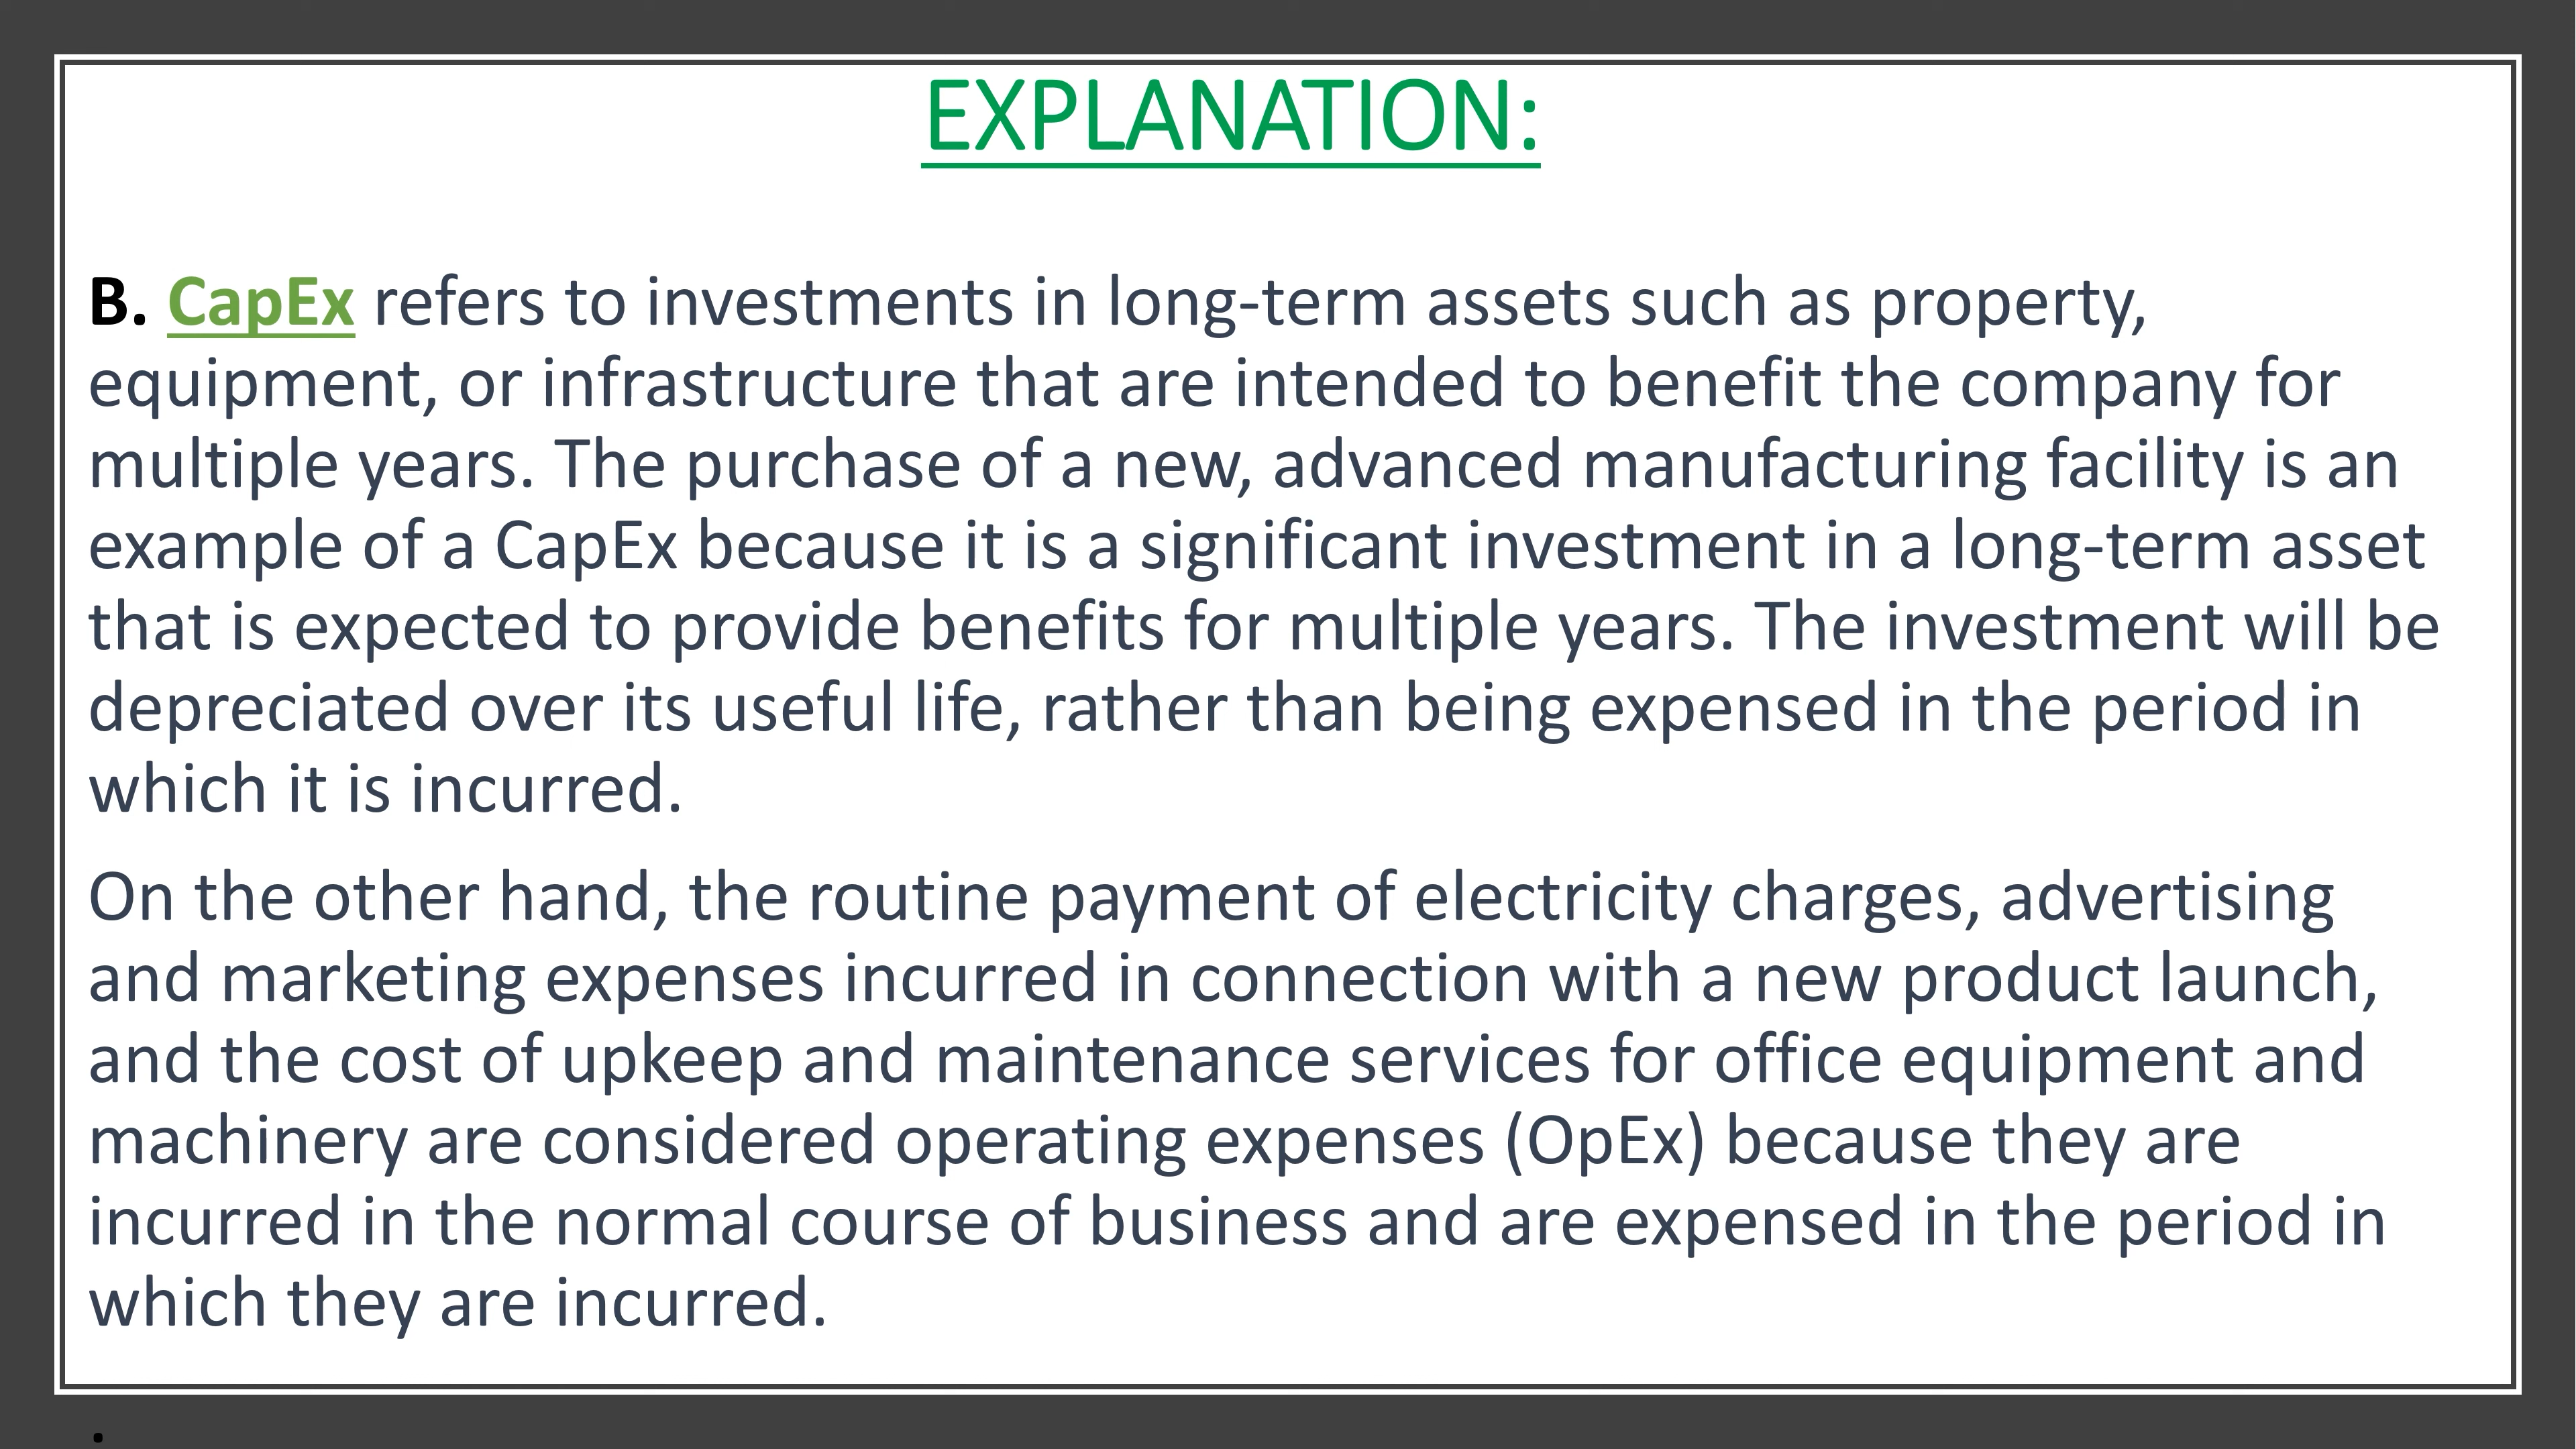 EXPLANATION:
B. CapEx refers to investments in long-term assets such as property,
equipment, or infrastructure that are intended to benefit the company for
multiple years. The purchase of a new, advanced manufacturing facility is an
example of a CapEx because it is a significant investment in a long-term asset
that is expected to provide benefits for multiple years. The investment will be
depreciated over its useful life, rather than being expensed in the period in
which it is incurred.
On the other hand, the routine payment of electricity charges, advertising
and marketing expenses incurred in connection with a new product launch,
and the cost of upkeep and maintenance services for office equipment and
machinery are considered operating expenses (OpEx) because they are
incurred in the normal course of business and are expensed in the period in
which they are incurred.
.